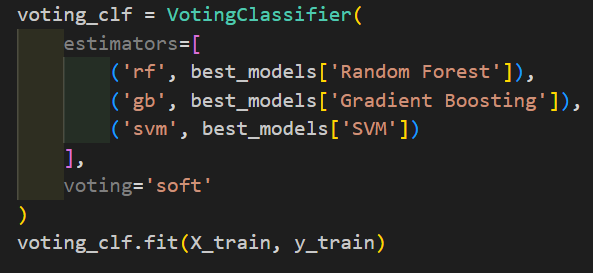 voting_clf = VotingClassifier(
    estimators=[
        ('rf', best_models['Random Forest']),
        ('gb', best_models['Gradient Boosting']),
        ('svm', best_models['SVM'])
    ],
    voting='soft'
)
voting_clf.fit(X_train, y_train)